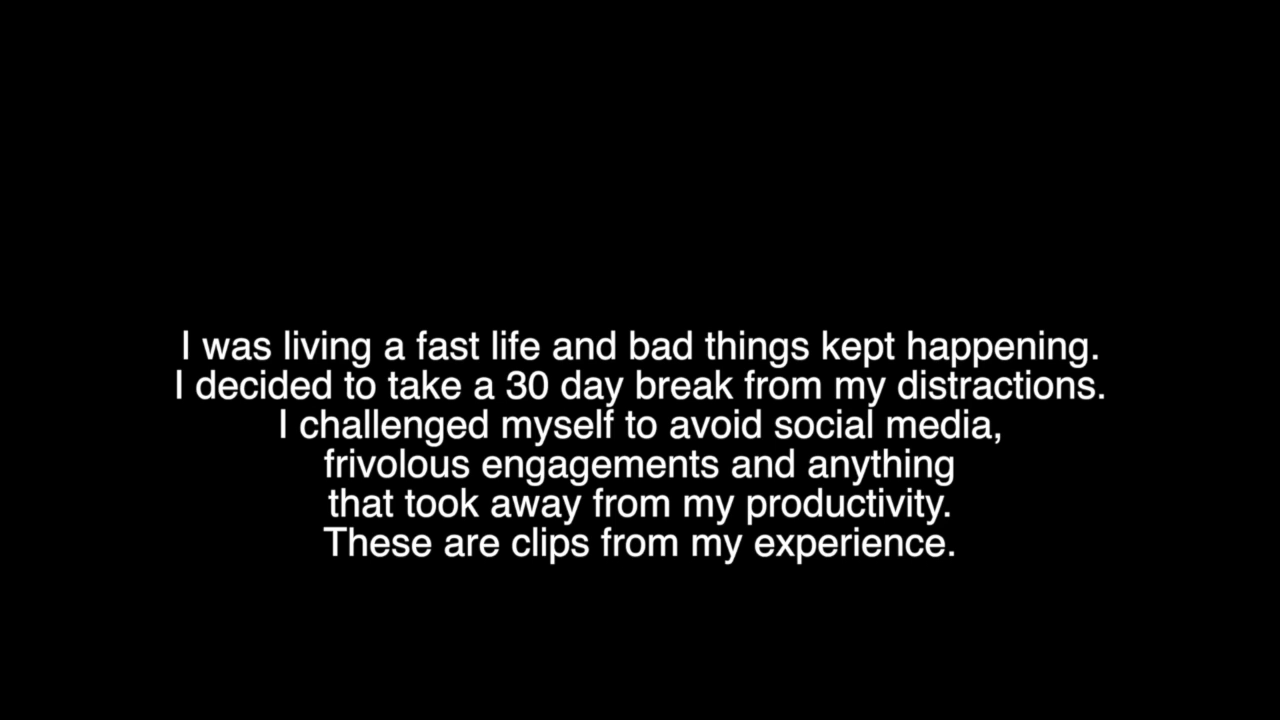 I was living a fast life and bad things kept happening.
I decided to take a 30 day break from my distractions.
I challenged myself to avoid social media,
frivolous engagements and anything
that took away from my productivity.
These are clips from my experience.